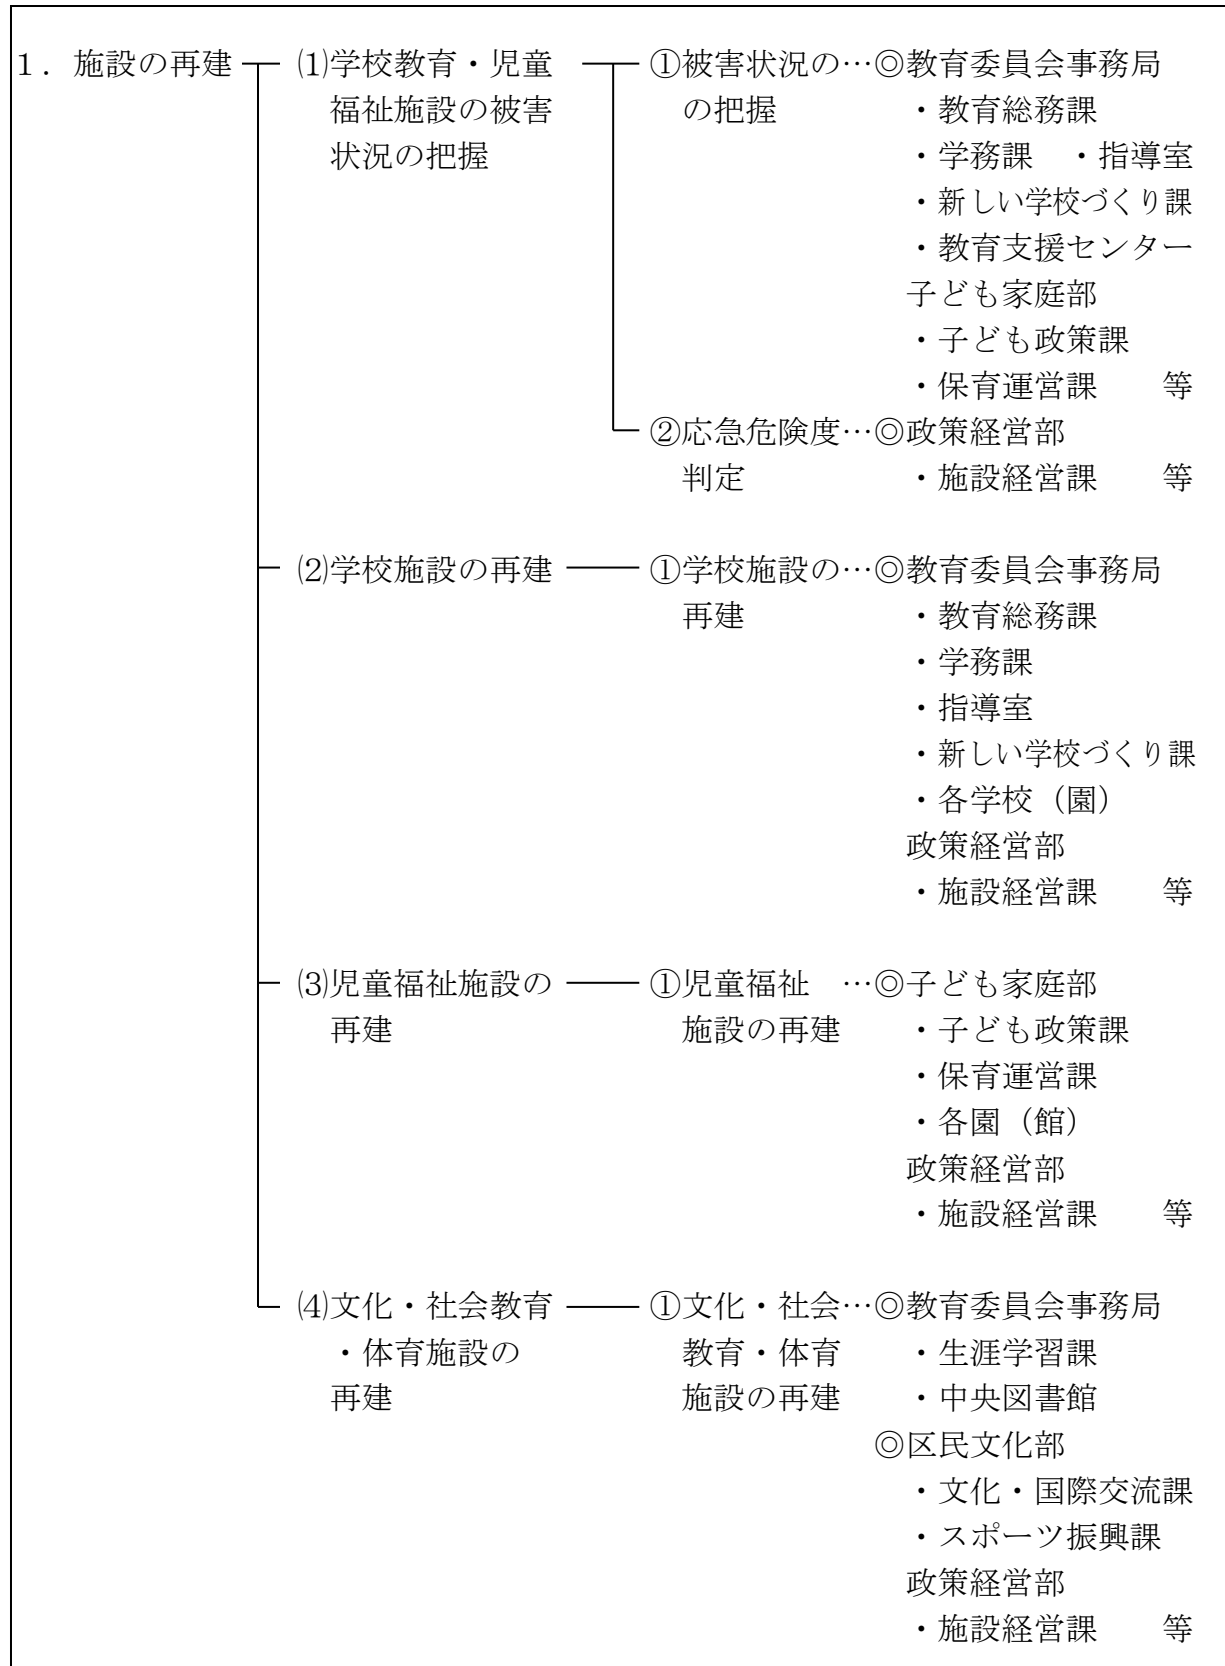 1．施設の再建 ⑴学校教育・児童 ①被害状況の…◎教育委員会事務局
福祉施設の被害 の把握 ・教育総務課
状況の把握 ・学務課 ・指導室
・新しい学校づくり課
・教育支援センター
子ども家庭部
・子ども政策課
・保育運営課 等
②応急危険度…◎政策経営部
判定 ・施設経営課 等
⑵学校施設の再建 ①学校施設の…◎教育委員会事務局
再建 ・教育総務課
・学務課
・指導室
・新しい学校づくり課
・各学校（園）
政策経営部
・施設経営課 等
⑶児童福祉施設の ①児童福祉 …◎子ども家庭部
再建 施設の再建 ・子ども政策課
・保育運営課
・各園（館）
政策経営部
・施設経営課 等
⑷文化・社会教育 ①文化・社会…◎教育委員会事務局
・体育施設の 教育・体育 ・生涯学習課
再建 施設の再建 ・中央図書館
◎区民文化部
・文化・国際交流課
・スポーツ振興課
政策経営部
・施設経営課 等